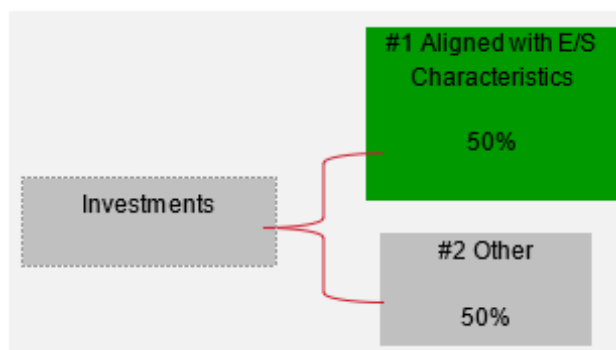 #1 Aligned with E/S
Characteristics
50%
Investments
#2 Other
50%